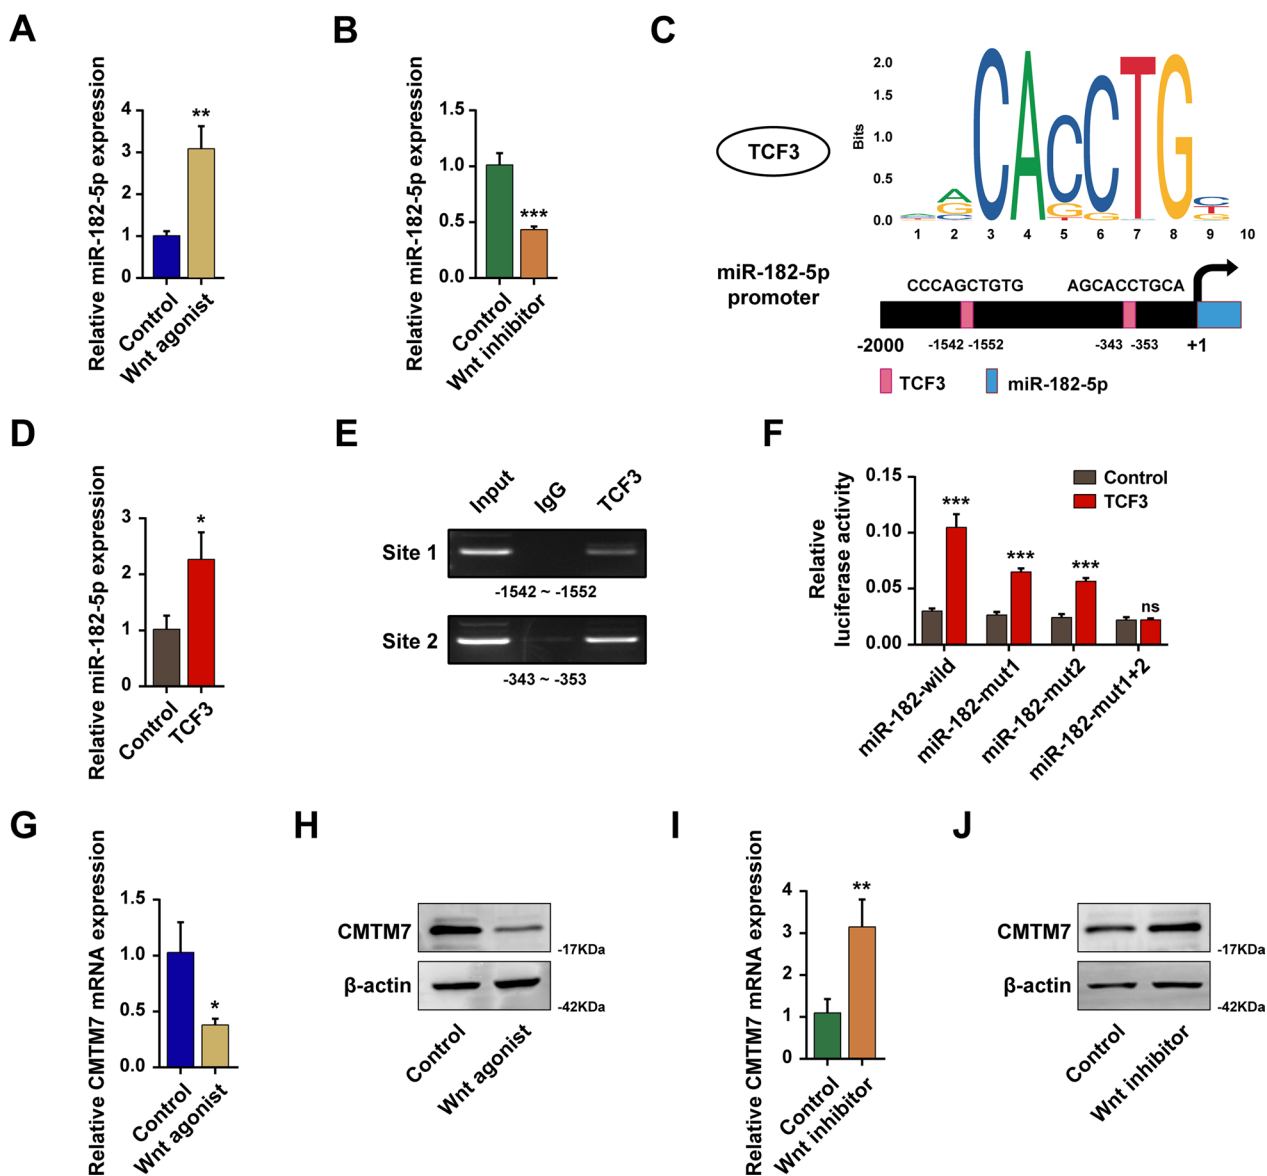 A
Relative miR-182-5p expression
4
3
2
1
0
**
Control
Wnt agonist
B
Relative miR-182-5p expression
1.5
1.0
0.5
0.0
***
Control
Wnt inhibitor
C
TCF3
Bits
2.0
1.5
1.0
0.5
0.0
A
G
C
C
A
C
G
T
C
G
T
G
C
T
G
1 2 3 4 5 6 7 8 9 10
miR-182-5p
promoter
CCCAGCTGTG
AGCACCTGCA
-2000
-1542 -1552
-343 -353
+1
TCF3
miR-182-5p
D
Relative miR-182-5p expression
3
2
1
0
*
Control
TCF3
E
Input
IgG
TCF3
Site 1
-1542 ~ -1552
Site 2
-343 ~ -353
F
Relative
luciferase activity
0.15
0.10
0.05
0.00
Control
TCF3
***
***
***
ns
miR-182-wild
miR-182-mut1
miR-182-mut2
miR-182-mut1+2
G
Relative CMTM7 mRNA expression
1.5
1.0
0.5
0.0
*
Control
Wnt agonist
H
CMTM7
-17KDa
β-actin
-42KDa
Control
Wnt agonist
I
Relative CMTM7 mRNA expression
4
3
2
1
0
**
Control
Wnt inhibitor
J
CMTM7
-17KDa
β-actin
-42KDa
Control
Wnt inhibitor